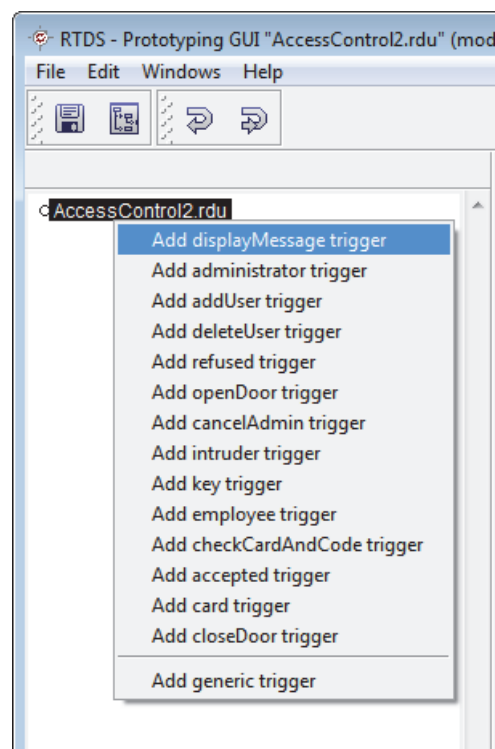 RTDS - Prototyping GUI "AccessControl2.rdu" (mod
File Edit Windows Help
AccessControl2.rdu
Add displayMessage trigger
Add administrator trigger
Add addUser trigger
Add deleteUser trigger
Add refused trigger
Add openDoor trigger
Add cancelAdmin trigger
Add intruder trigger
Add key trigger
Add employee trigger
Add checkCardAndCode trigger
Add accepted trigger
Add card trigger
Add closeDoor trigger
Add generic trigger